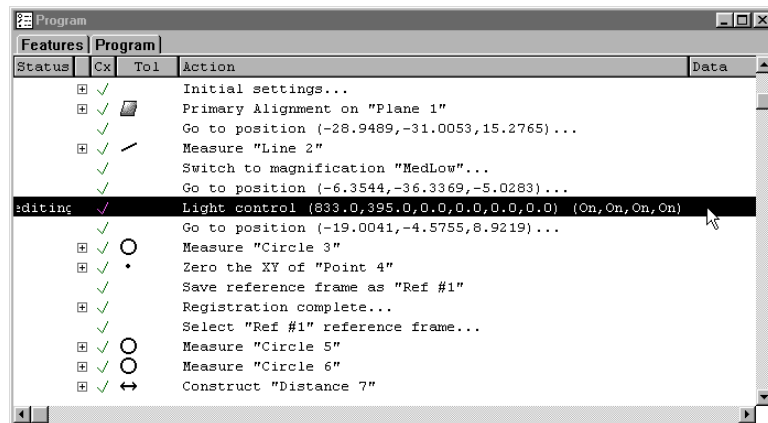 Program
Features Program
Status Cx Tol Action Data
Initial settings...
Primary Alignment on "Plane 1"
Go to position (-28.9489,-31.0053,15.2765)...
Measure "Line 2"
Switch to magnification "MedLow"...
Go to position (-6.3544,-36.3369,-5.0283)...
editing Light control (833.0,395.0,0.0,0.0,0.0,0.0) (On,On,On,On)
Go to position (-19.0041,-4.5755,8.9219)...
Measure "Circle 3"
Zero the XY of "Point 4"
Save reference frame as "Ref #1"
Registration complete...
Select "Ref #1" reference frame...
Measure "Circle 5"
Measure "Circle 6"
Construct "Distance 7"